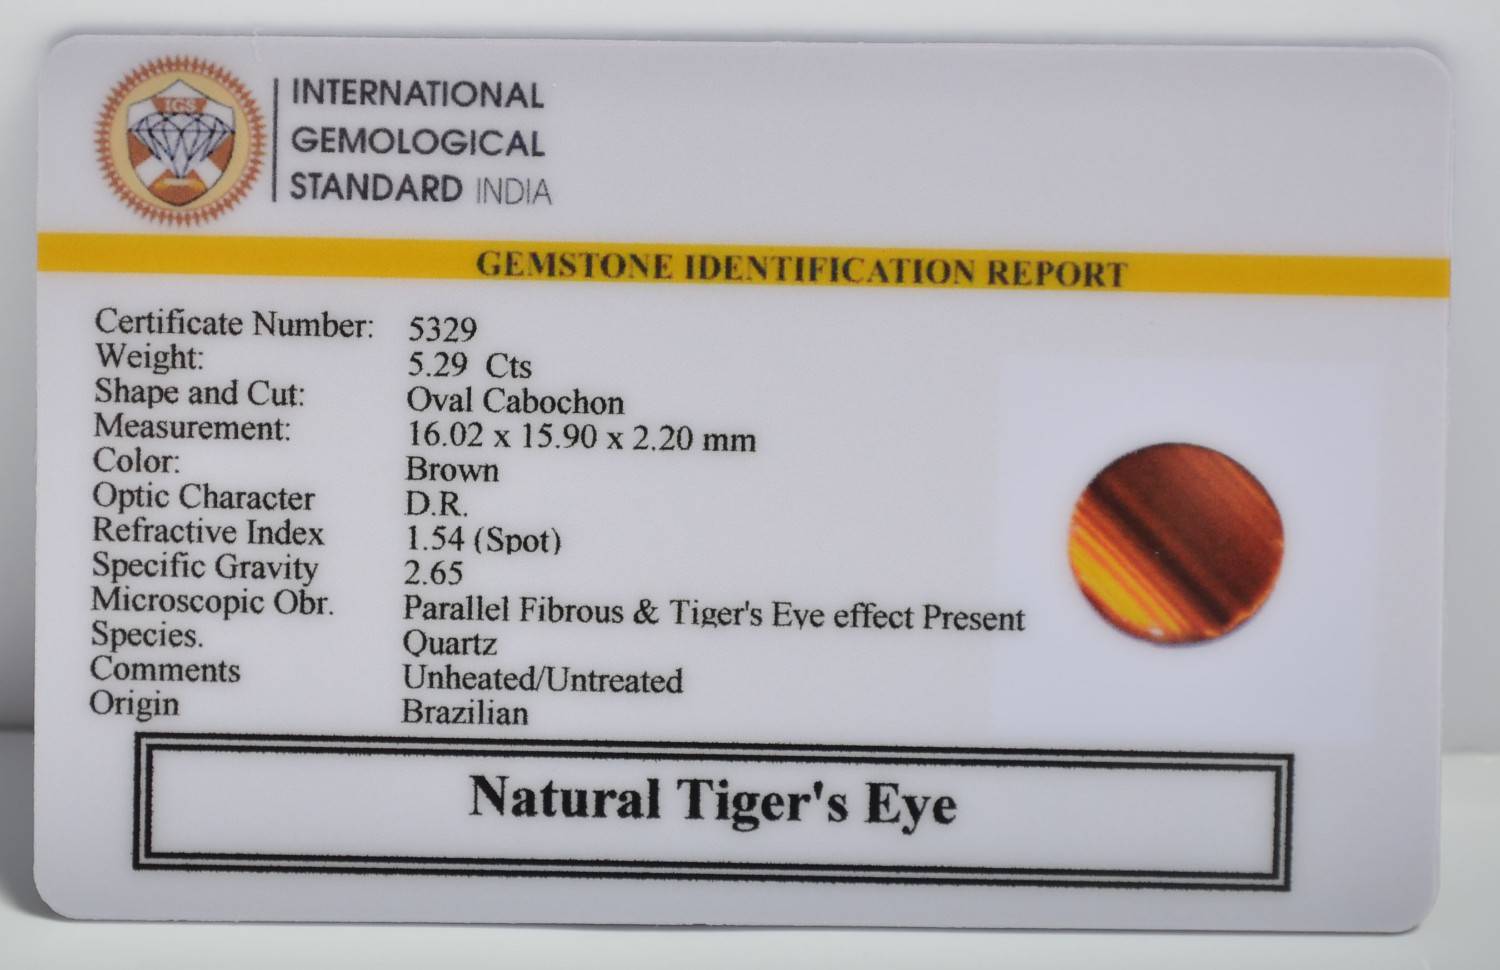 IGS
INTERNATIONAL
GEMOLOGICAL
STANDARD INDIA
GEMSTONE IDENTIFICATION REPORT
Certificate Number: 5329
Weight: 5.29 Cts
Shape and Cut: Oval Cabochon
Measurement: 16.02 x 15.90 x 2.20 mm
Color: Brown
Optic Character D.R.
Refractive Index 1.54 (Spot)
Specific Gravity 2.65
Microscopic Obr. Parallel Fibrous & Tiger's Eye effect Present
Species. Quartz
Comments Unheated/Untreated
Origin Brazilian
Natural Tiger's Eye